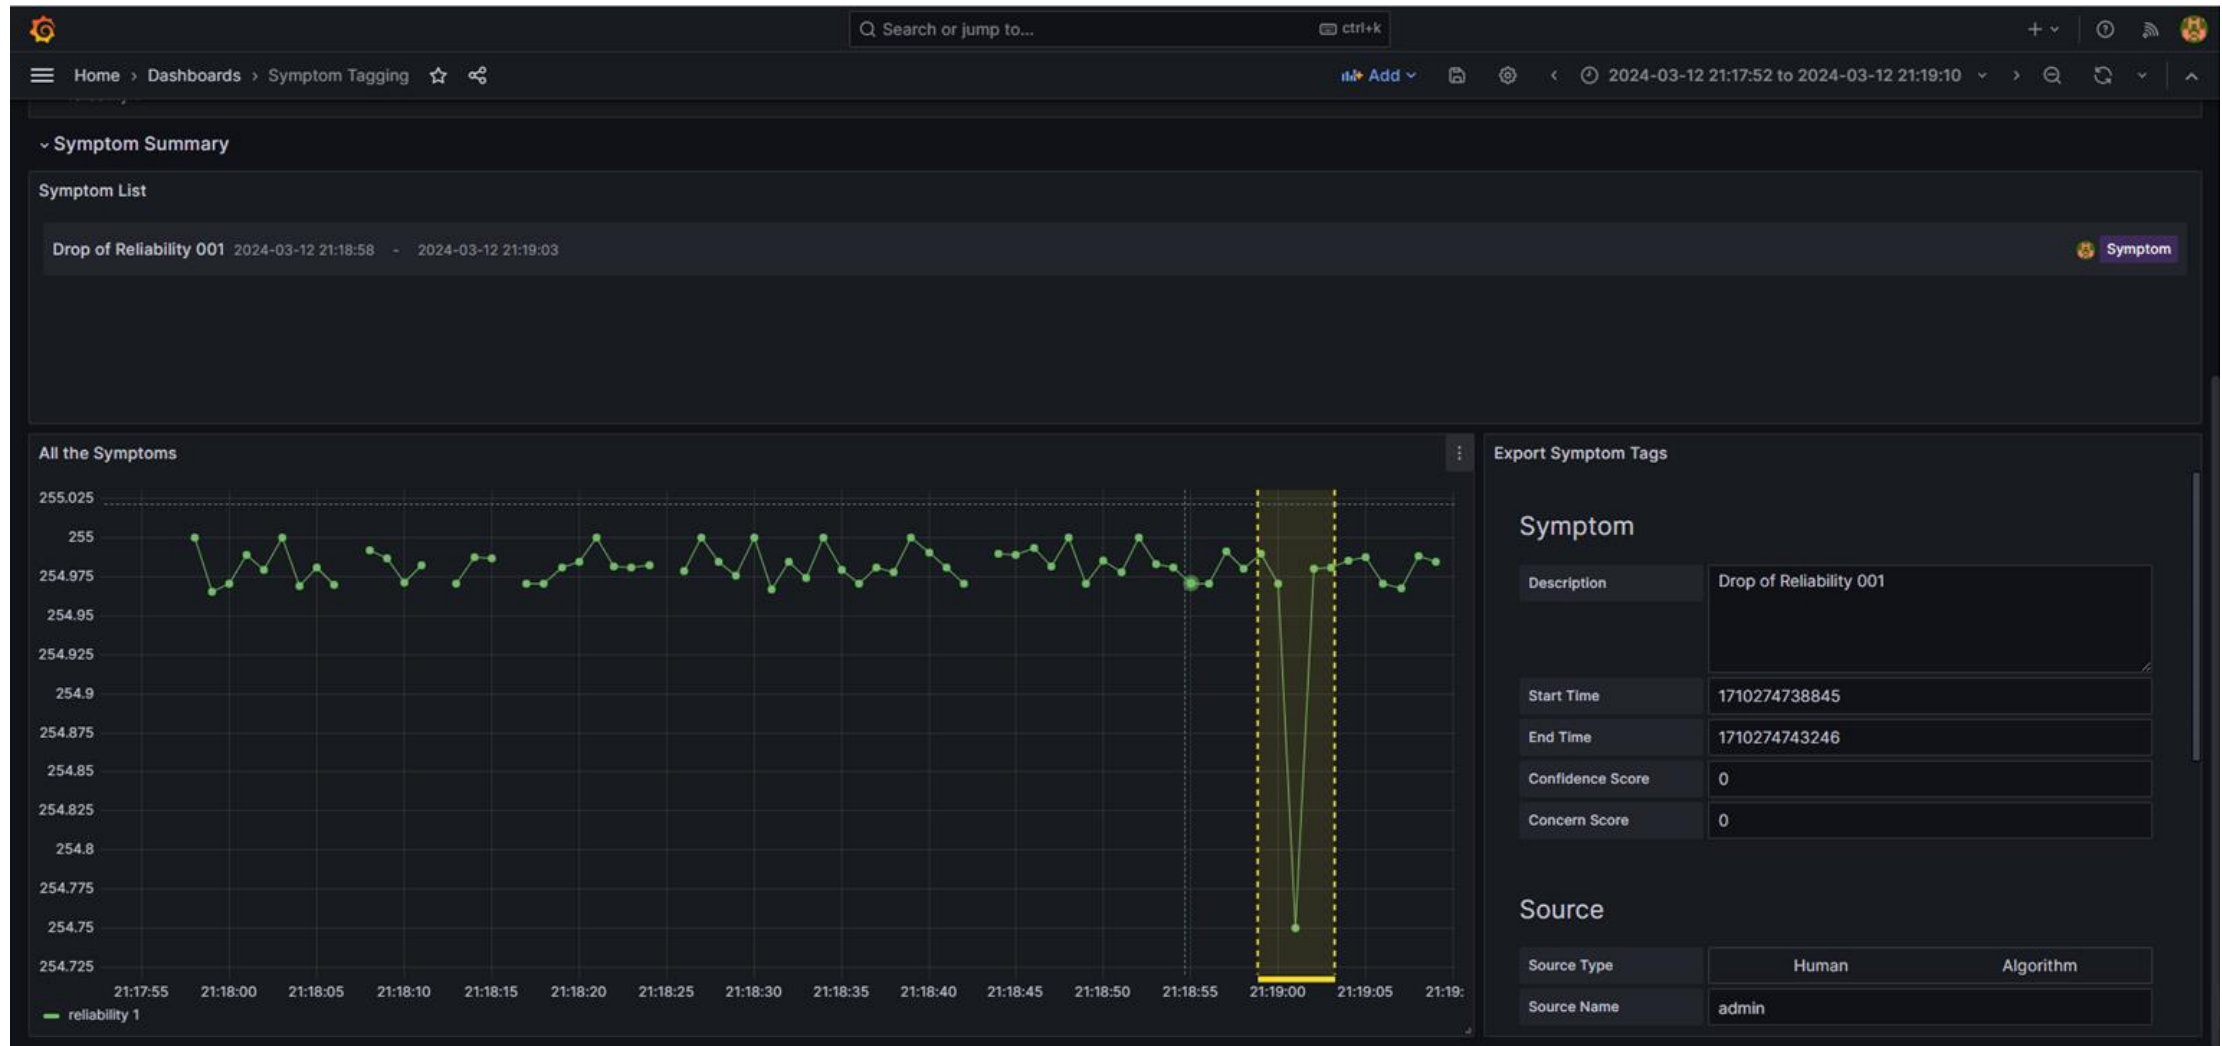 Search or jump to... ctrl+k
Home › Dashboards › Symptom Tagging Add 2024-03-12 21:17:52 to 2024-03-12 21:19:10
Symptom Summary
Symptom List
Drop of Reliability 001 2024-03-12 21:18:58 - 2024-03-12 21:19:03 Symptom
All the Symptoms
255.025
255
254.975
254.95
254.925
254.9
254.875
254.85
254.825
254.8
254.775
254.75
254.725
21:17:55 21:18:00 21:18:05 21:18:10 21:18:15 21:18:20 21:18:25 21:18:30 21:18:35 21:18:40 21:18:45 21:18:50 21:18:55 21:19:00 21:19:05 21:19:
reliability 1
Export Symptom Tags
Symptom
Description Drop of Reliability 001
Start Time 1710274738845
End Time 1710274743246
Confidence Score 0
Concern Score 0
Source
Source Type Human Algorithm
Source Name admin